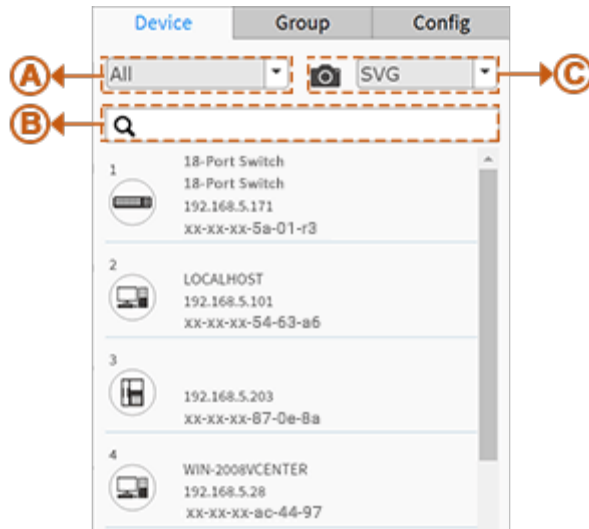 Device Group Config
A All SVG C
B
1
18-Port Switch
18-Port Switch
192.168.5.171
xx-xx-xx-5a-01-r3
2
LOCALHOST
192.168.5.101
xx-xx-xx-54-63-a6
3
192.168.5.203
xx-xx-xx-87-0e-8a
4
WIN-2008VCENTER
192.168.5.28
xx-xx-xx-ac-44-97